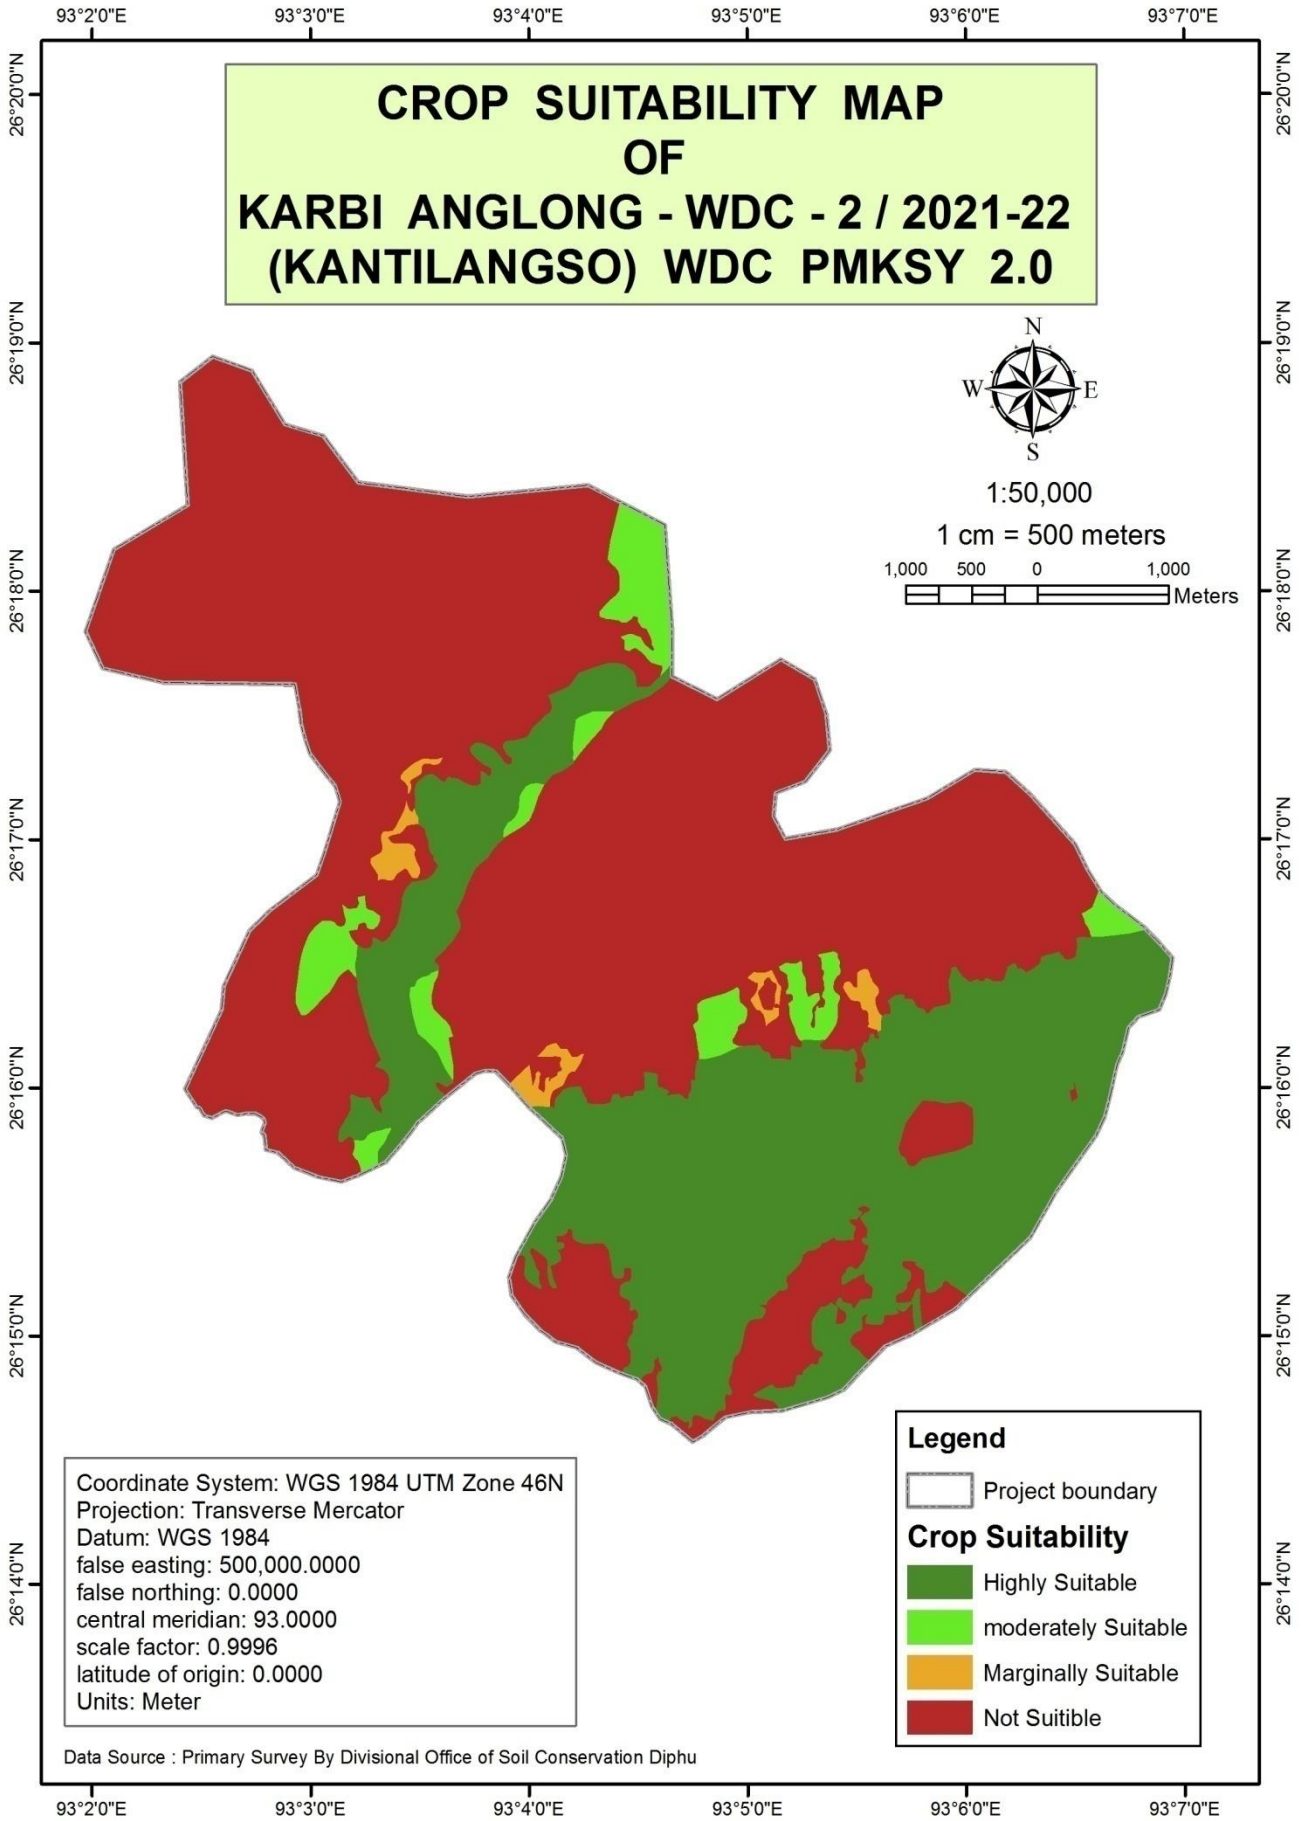 93°2'0"E 93°3'0"E 93°4'0"E 93°5'0"E 93°6'0"E 93°7'0"E
26°20'0"N 26°20'0"N
CROP SUITABILITY MAP
OF
KARBI ANGLONG - WDC - 2 / 2021-22
(KANTILANGSO) WDC PMKSY 2.0
26°19'0"N 26°19'0"N
N
W E
S
1:50,000
1 cm = 500 meters
1,000 500 0 1,000
Meters
26°18'0"N 26°18'0"N
26°17'0"N 26°17'0"N
26°16'0"N 26°16'0"N
26°15'0"N 26°15'0"N
26°14'0"N 26°14'0"N
Legend
Project boundary
Crop Suitability
Highly Suitable
moderately Suitable
Marginally Suitable
Not Suitible
Coordinate System: WGS 1984 UTM Zone 46N
Projection: Transverse Mercator
Datum: WGS 1984
false easting: 500,000.0000
false northing: 0.0000
central meridian: 93.0000
scale factor: 0.9996
latitude of origin: 0.0000
Units: Meter
Data Source : Primary Survey By Divisional Office of Soil Conservation Diphu
93°2'0"E 93°3'0"E 93°4'0"E 93°5'0"E 93°6'0"E 93°7'0"E